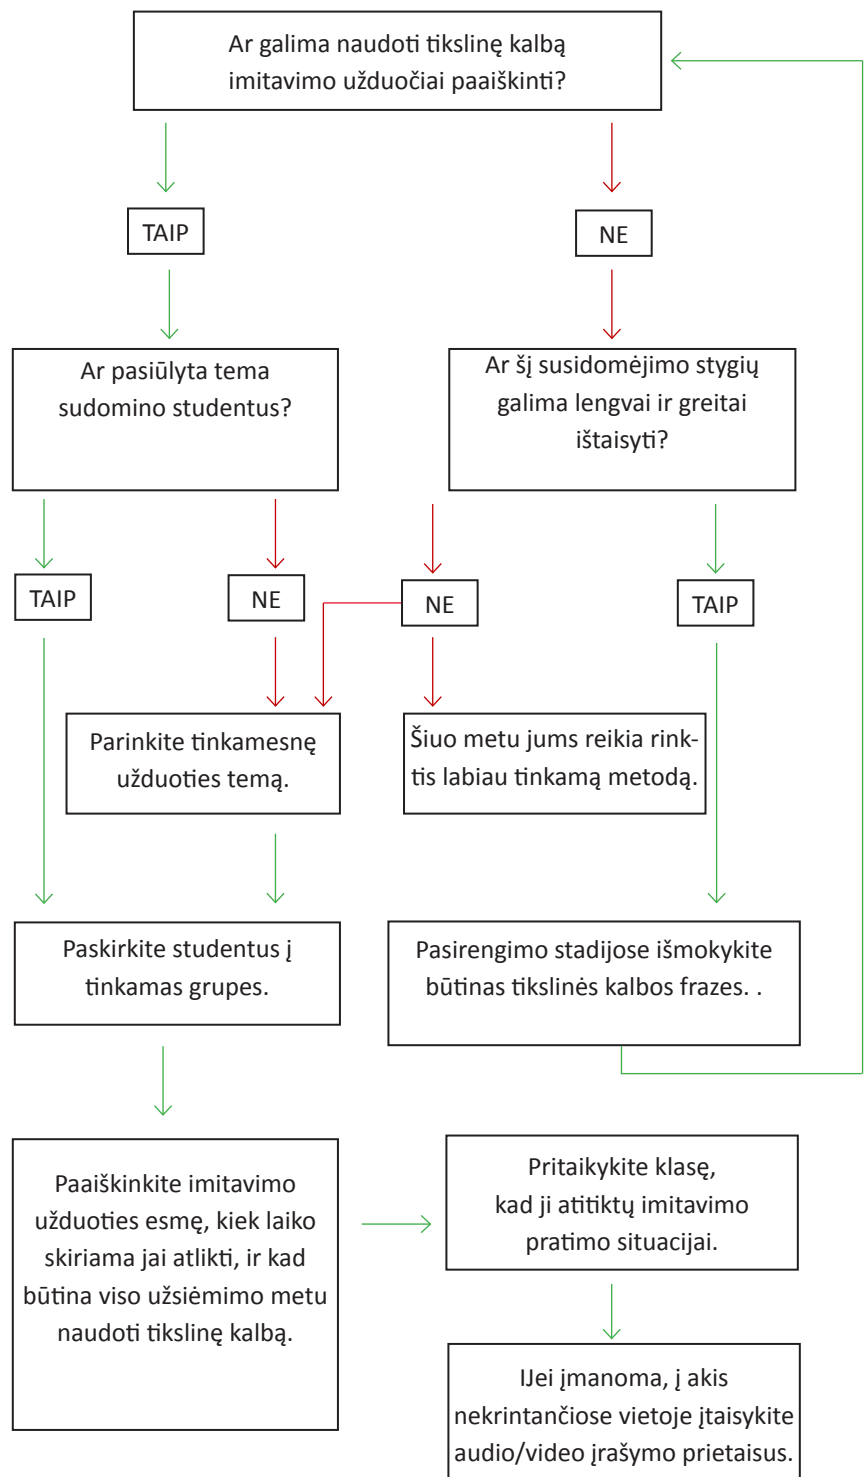 Ar galima naudoti tikslinę kalbą
imitavimo užduočiai paaiškinti?
TAIP
NE
Ar pasiūlyta tema
sudomino studentus?
Ar šį susidomėjimo stygių
galima lengvai ir greitai
ištaisyti?
TAIP
NE
NE
TAIP
Parinkite tinkamesnę
užduoties temą.
Šiuo metu jums reikia rink-
tis labiau tinkamą metodą.
Paskirkite studentus į
tinkamas grupes.
Pasirengimo stadijose išmokykite
būtinas tikslinės kalbos frazes. .
Paaiškinkite imitavimo
užduoties esmę, kiek laiko
skiriama jai atlikti, ir kad
būtina viso užsiėmimo metu
naudoti tikslinę kalbą.
Pritaikykite klasę,
kad ji atitiktų imitavimo
pratimo situacijai.
IJei įmanoma, į akis
nekrintančiose vietoje įtaisykite
audio/video įrašymo prietaisus.